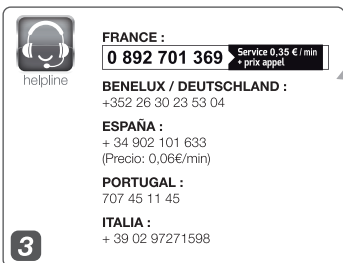 helpline
FRANCE :
0 892 701 369 Service 0,35 € / min
+ prix appel
BENELUX / DEUTSCHLAND :
+352 26 30 23 53 04
ESPAÑA :
+ 34 902 101 633
(Precio: 0,06€/min)
PORTUGAL :
707 45 11 45
ITALIA :
+ 39 02 97271598
3